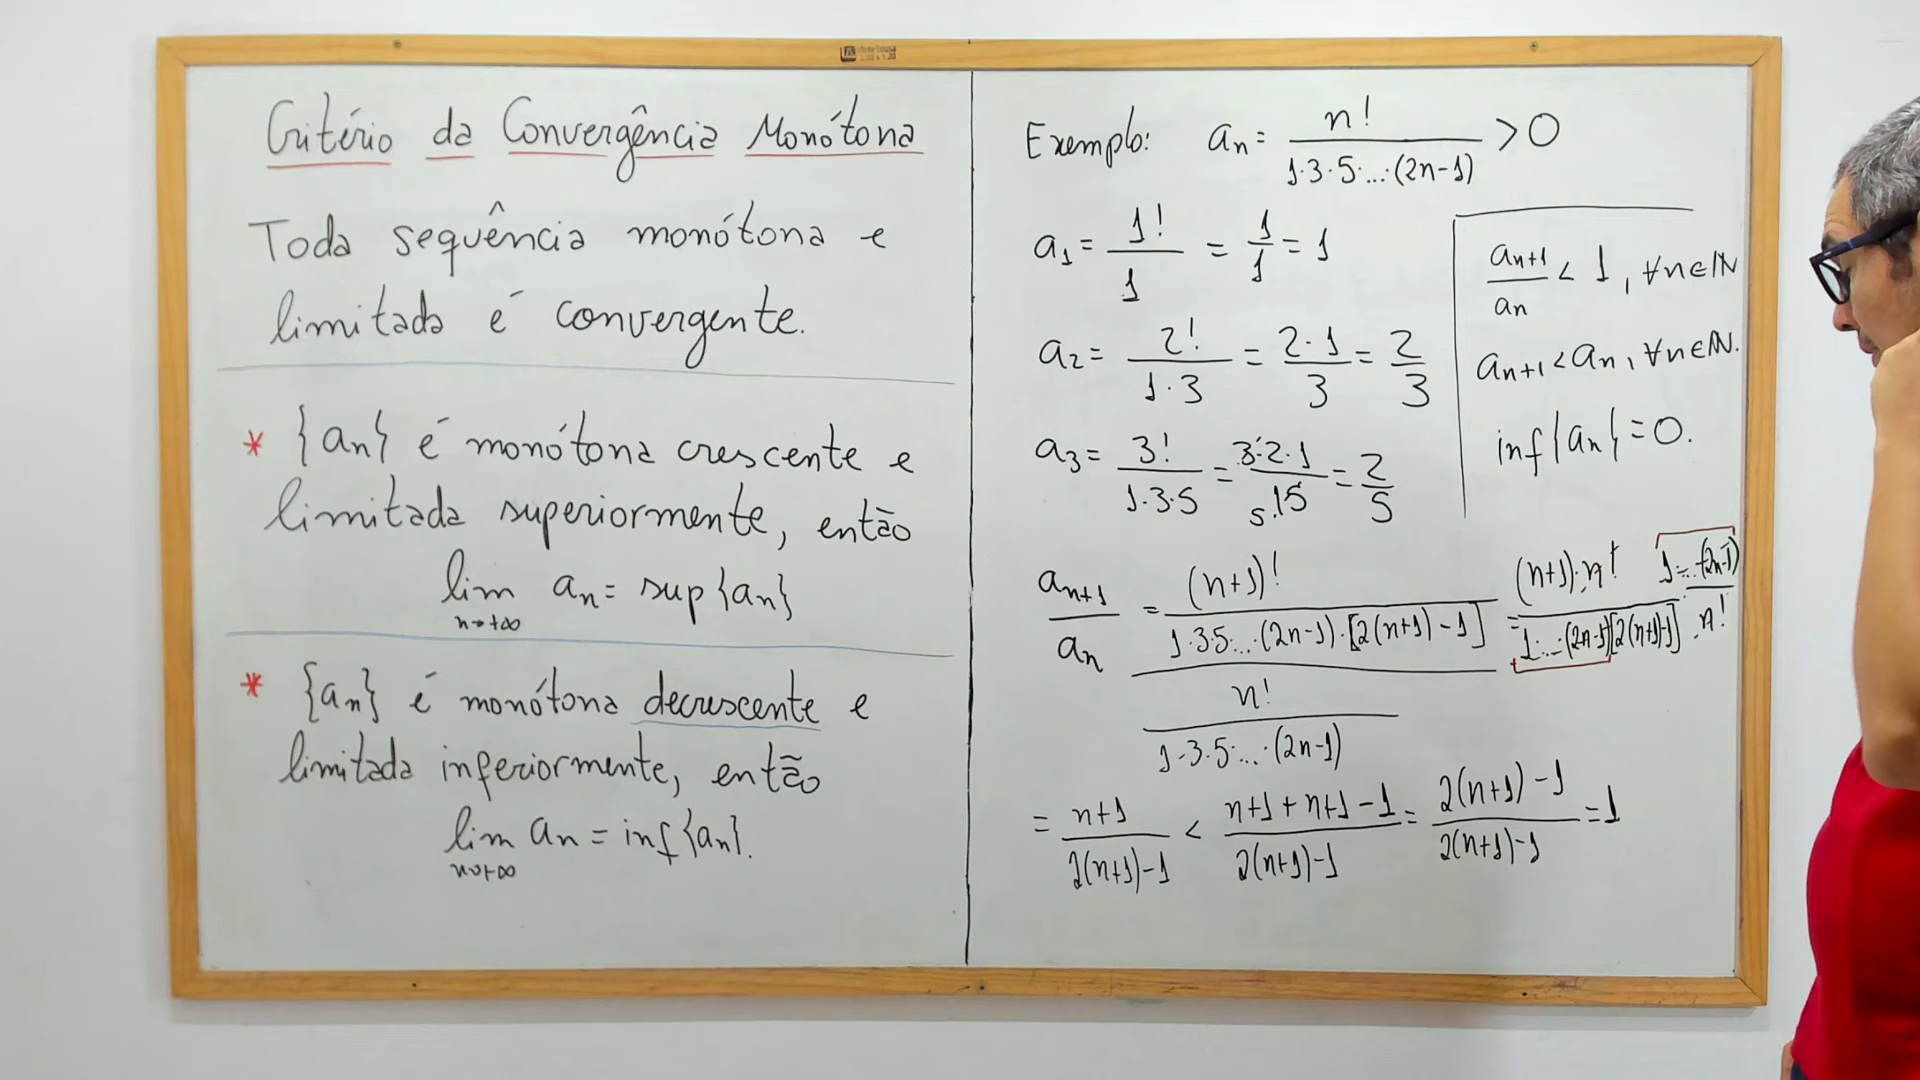 Critério da Convergência Monótona
Toda sequência monótona e
limitada é convergente.
* {an} é monótona crescente e
limitada superiormente, então
lim an = sup{an}
n→+∞
* {an} é monótona decrescente e
limitada inferiormente, então
lim an = inf{an}.
n→+∞
Exemplo: an = n! / (1·3·5·...·(2n-1)) > 0
a1 = 1!/1 = 1/1 = 1
a2 = 2!/(1·3) = 2·1/3 = 2/3
a3 = 3!/(1·3·5) = 3·2·1/(5.15) = 2/5
an+1/an < 1, ∀n∈ℕ
an+1 < an, ∀n∈ℕ.
inf{an} = 0.
an+1/an = [(n+1)! / (1·3·5·...·(2n-1)·[2(n+1)-1])] / [n! / (1·3·5·...·(2n-1))] = (n+1)·n! / (1·...·(2n-1)[2(n+1)-1]) · 1·...·(2n-1) / n!
= (n+1)/(2(n+1)-1) < (n+1+n+1-1)/(2(n+1)-1) = (2(n+1)-1)/(2(n+1)-1) = 1